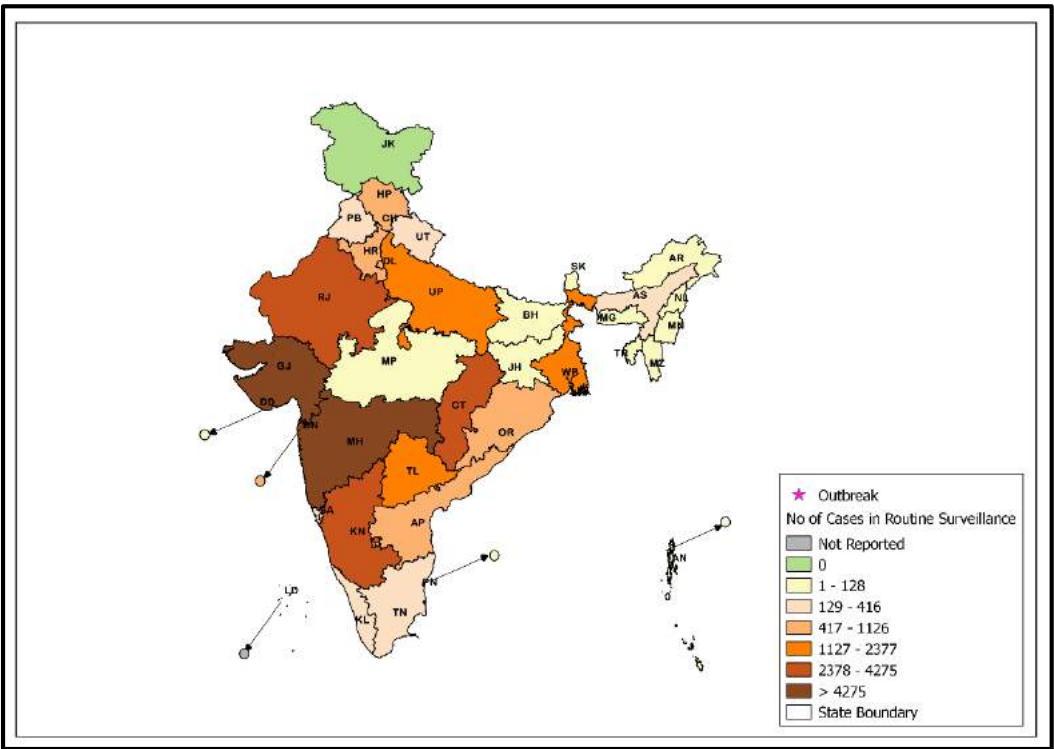 JK
HP
CH
PB
UT
HR
DL
SK
AR
RJ
UP
AS
NL
BH
MG
MN
MP
JH
TR
MZ
GJ
WB
CT
DD
DN
OR
MH
TL
GA
AP
KN
AN
PN
LD
KL
TN
Outbreak
No of Cases in Routine Surveillance
Not Reported
0
1 - 128
129 - 416
417 - 1126
1127 - 2377
2378 - 4275
> 4275
State Boundary